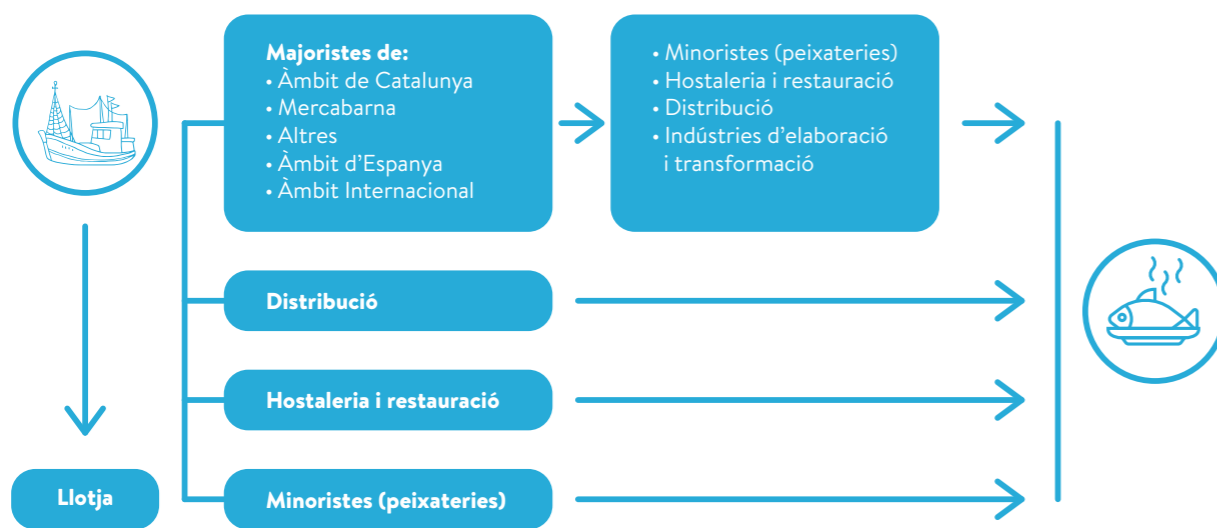 Majoristes de:
• Àmbit de Catalunya
• Mercabarna
• Altres
• Àmbit d’Espanya
• Àmbit Internacional
• Minoristes (peixateries)
• Hostaleria i restauració
• Distribució
• Indústries d’elaboració
i transformació
Distribució
Hostaleria i restauració
Llotja
Minoristes (peixateries)